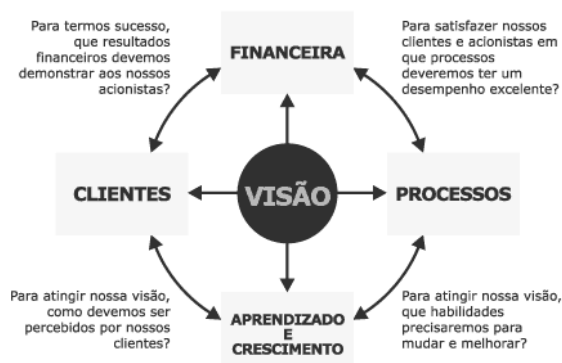 Para termos sucesso,
que resultados
financeiros devemos
demonstrar aos nossos
acionistas?
FINANCEIRA
Para satisfazer nossos
clientes e acionistas em
que processos
deveremos ter um
desempenho excelente?
CLIENTES
VISÃO
PROCESSOS
Para atingir nossa visão,
como devemos ser
percebidos por nossos
clientes?
APRENDIZADO
E
CRESCIMENTO
Para atingir nossa visão,
que habilidades
precisaremos para
mudar e melhorar?